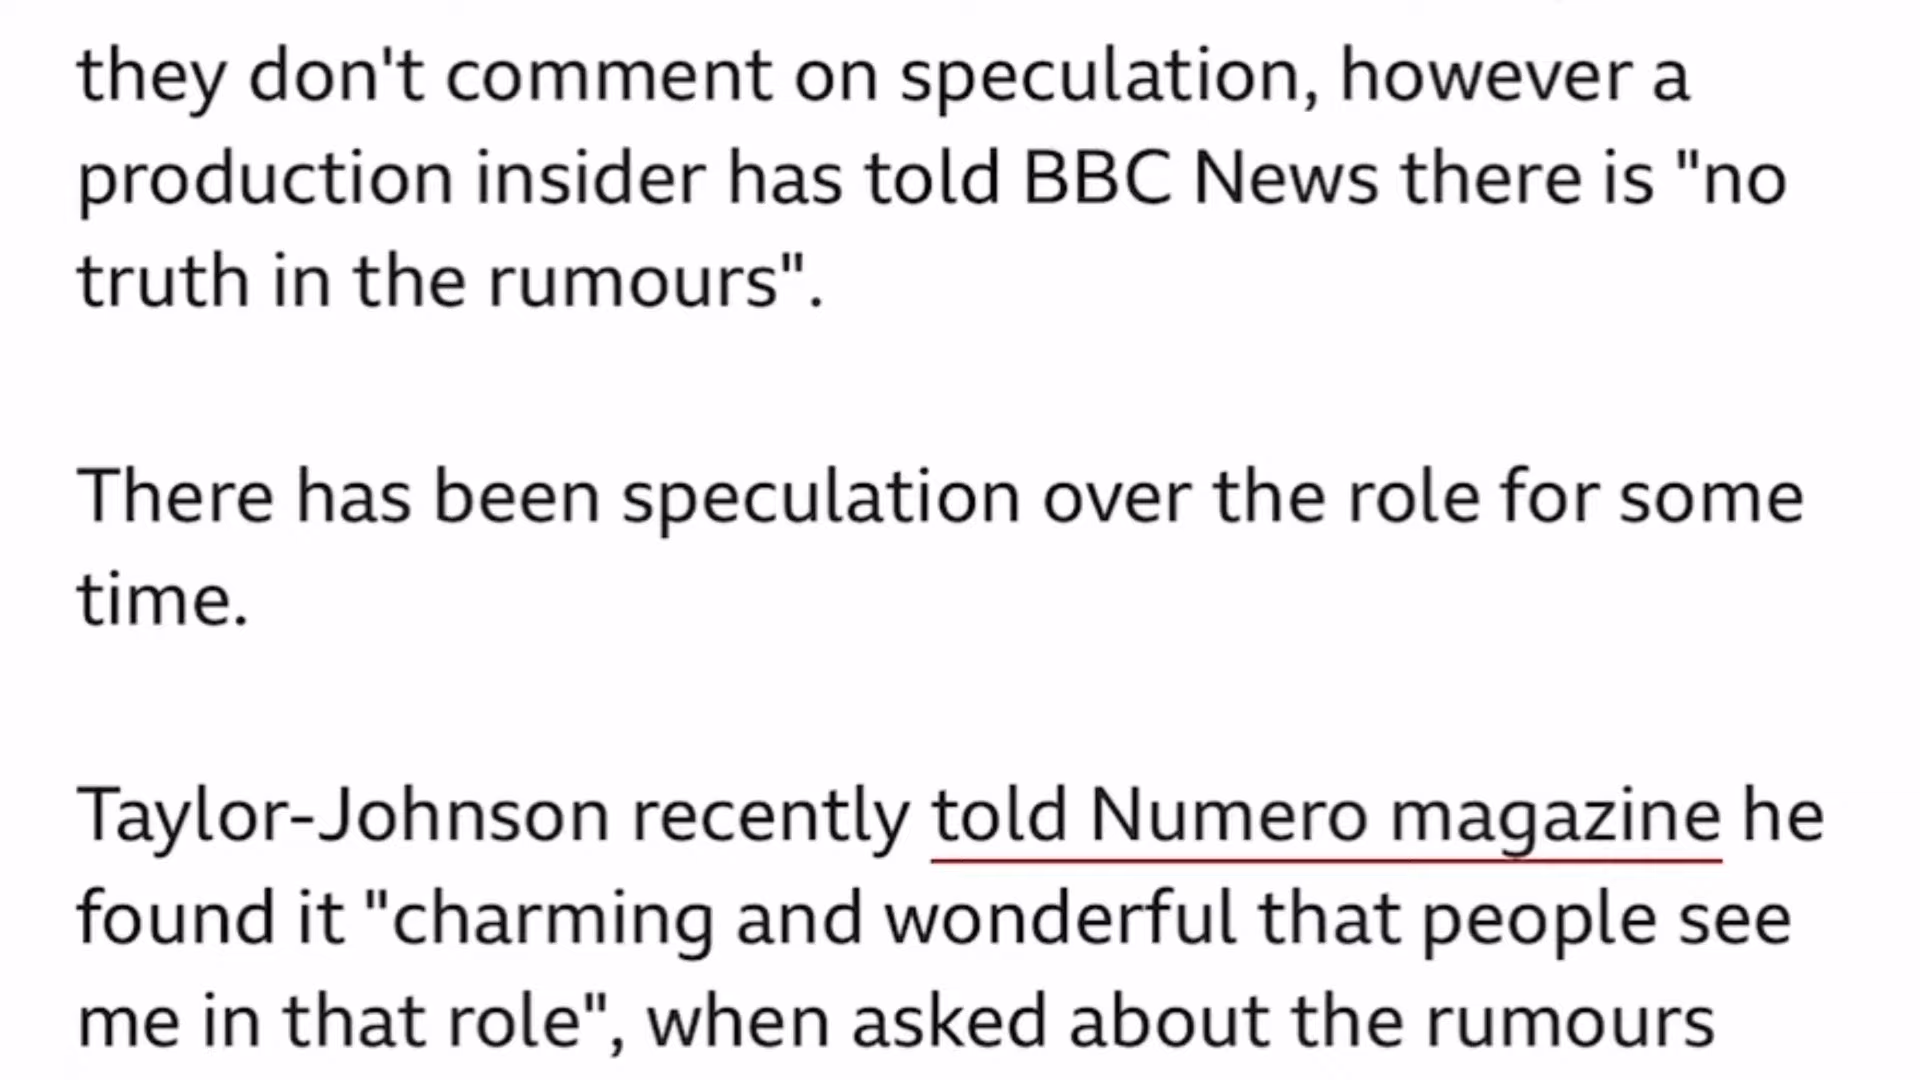 they don't comment on speculation, however a
production insider has told BBC News there is "no
truth in the rumours".
There has been speculation over the role for some
time.
Taylor-Johnson recently told Numero magazine he
found it "charming and wonderful that people see
me in that role", when asked about the rumours